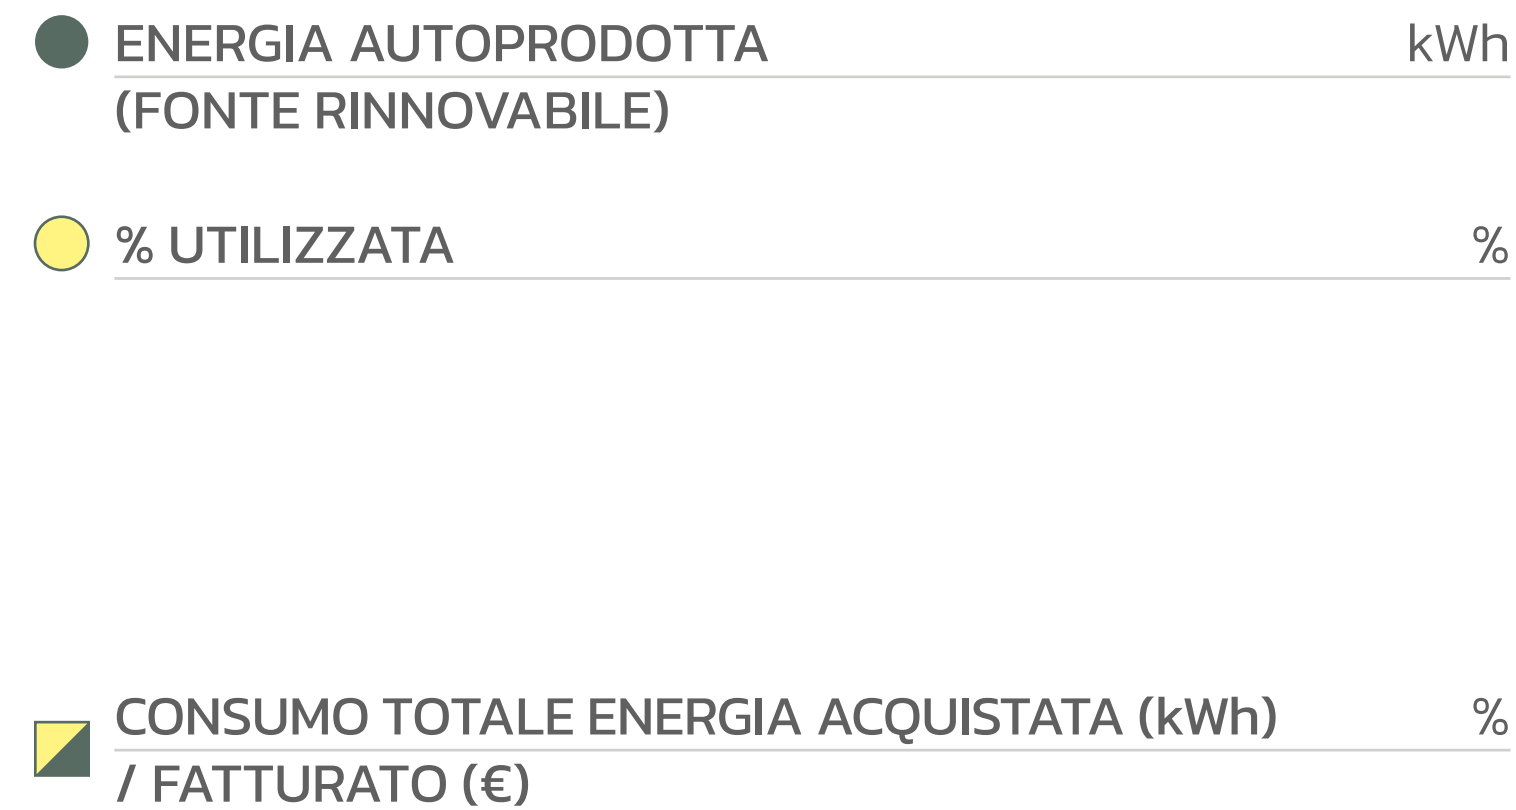 ENERGIA AUTOPRODOTTA kWh
(FONTE RINNOVABILE)
% UTILIZZATA %
CONSUMO TOTALE ENERGIA ACQUISTATA (kWh) %
/ FATTURATO (€)